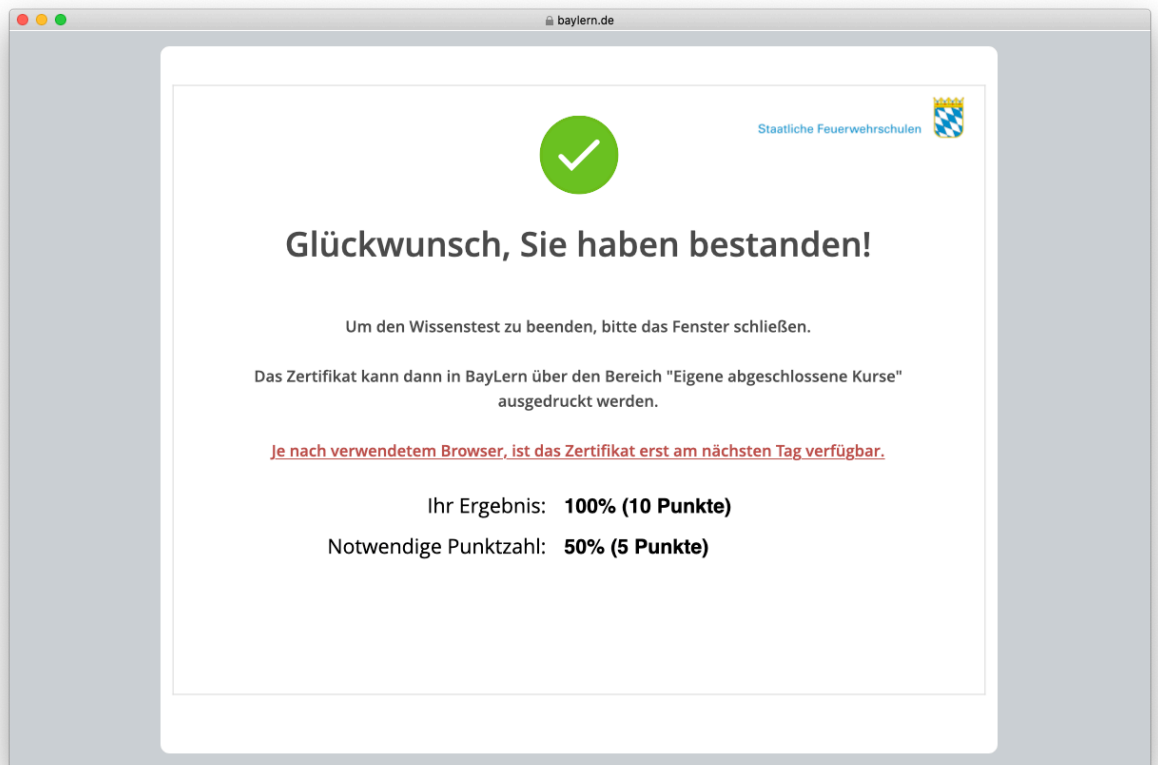 baylern.de
Staatliche Feuerwehrschulen
Glückwunsch, Sie haben bestanden!
Um den Wissenstest zu beenden, bitte das Fenster schließen.
Das Zertifikat kann dann in BayLern über den Bereich "Eigene abgeschlossene Kurse"
ausgedruckt werden.
Je nach verwendetem Browser, ist das Zertifikat erst am nächsten Tag verfügbar.
Ihr Ergebnis: 100% (10 Punkte)
Notwendige Punktzahl: 50% (5 Punkte)